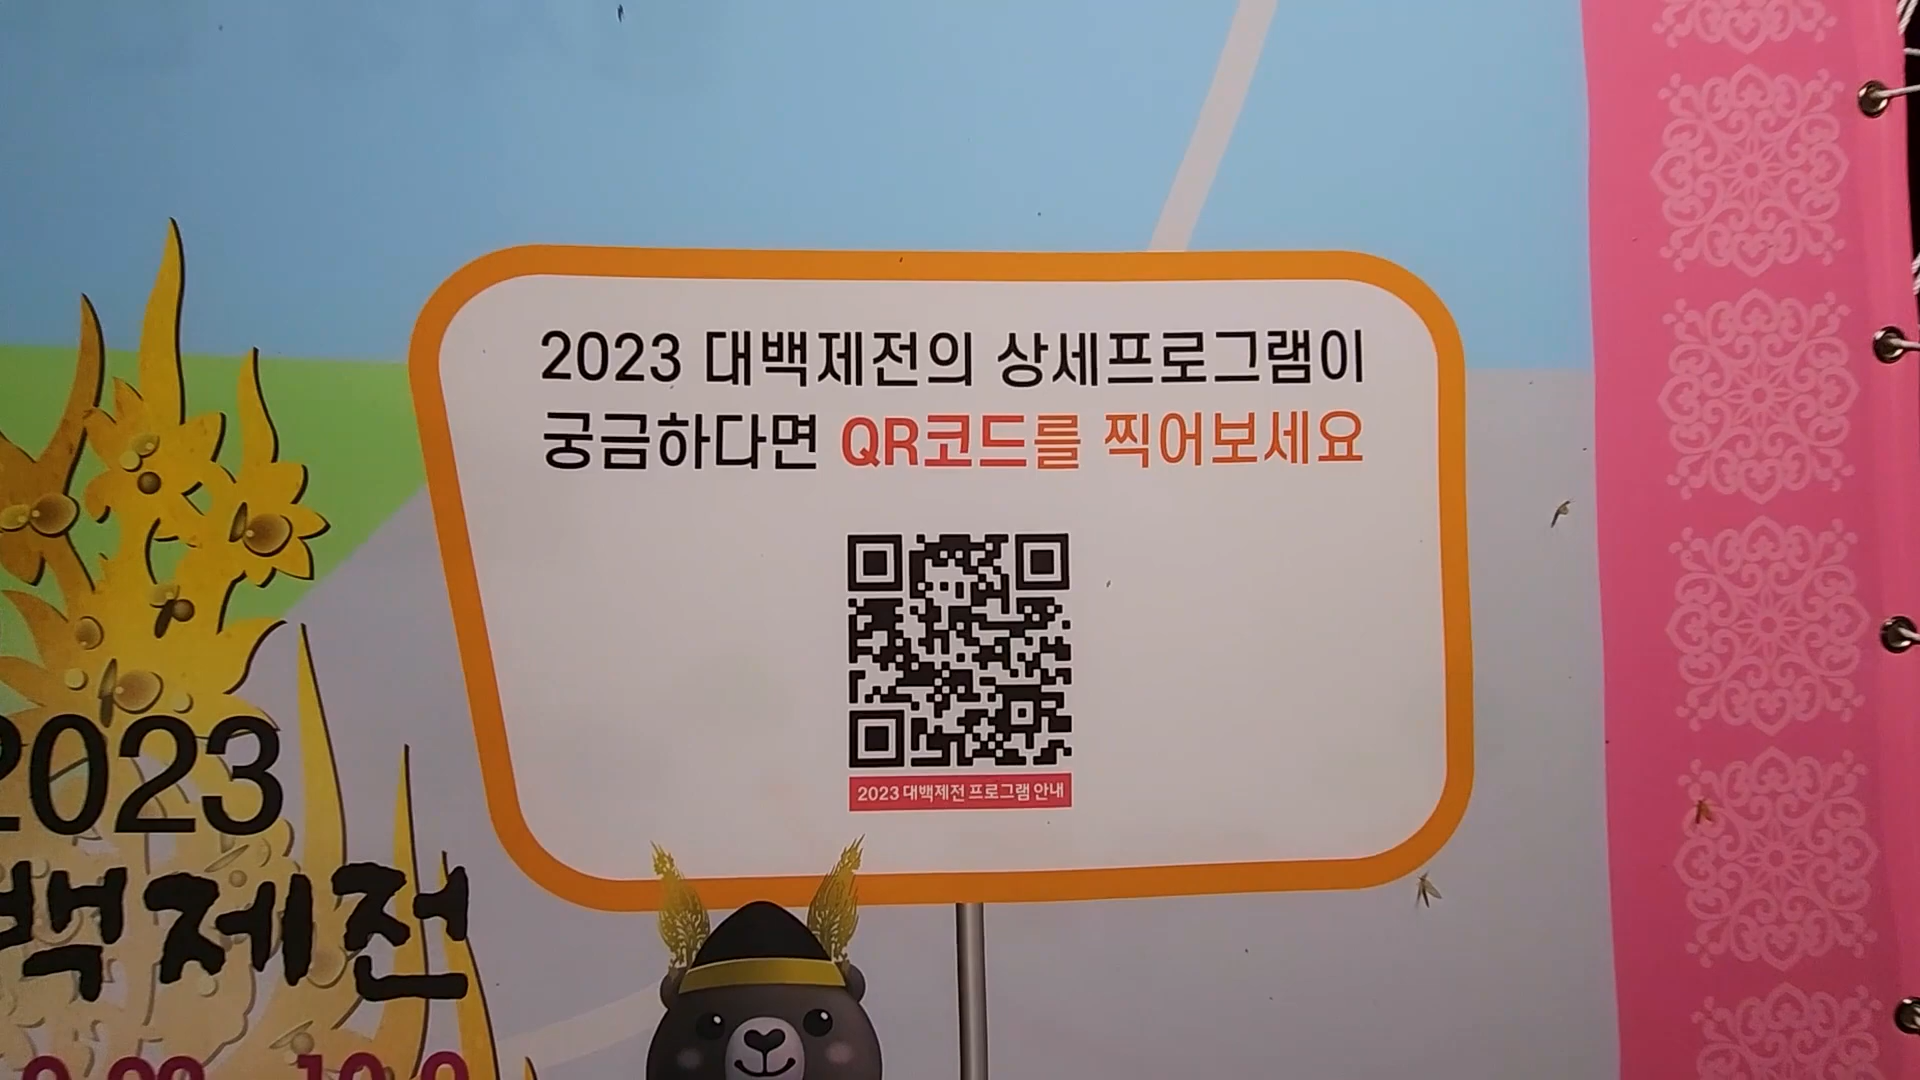 2023 대백제전의 상세프로그램이
궁금하다면 QR코드를 찍어보세요
2023 대백제전 프로그램 안내
2023
백제전